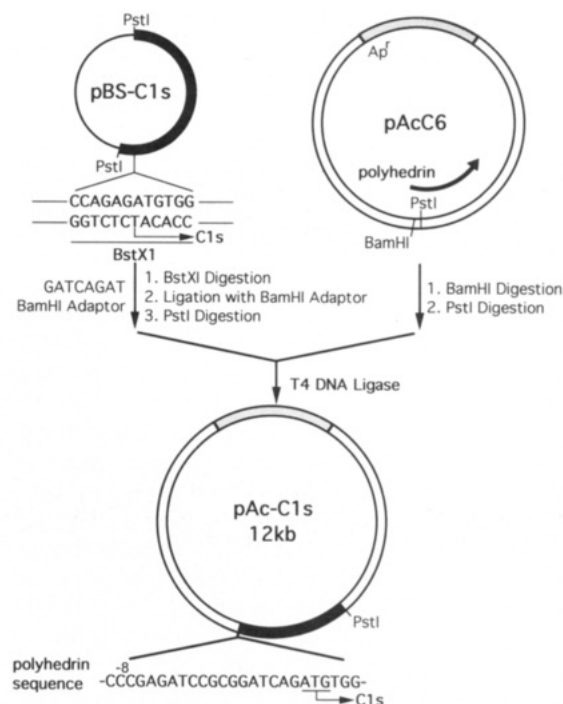 PstI
pBS-C1s
PstI
CCAGAGATGTGG
GGTCTCTACACC
C1s
BstX1
GATCAGAT
BamHI Adaptor
1. BstXI Digestion
2. Ligation with BamHI Adaptor
3. PstI Digestion
Apr
pAcC6
polyhedrin
PstI
BamHI
1. BamHI Digestion
2. PstI Digestion
T4 DNA Ligase
pAc-C1s
12kb
PstI
polyhedrin
sequence
-8
-CCCGAGATCCGCGGATCAGATGTGG-
C1s